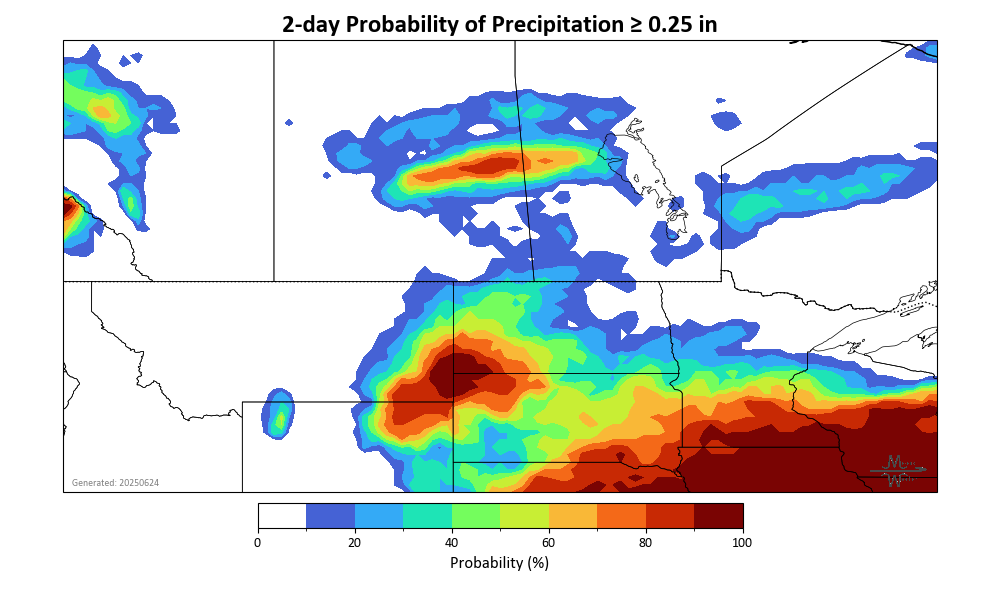 2-day Probability of Precipitation ≥ 0.25 in
Generated: 20250624
0 20 40 60 80 100
Probability (%)